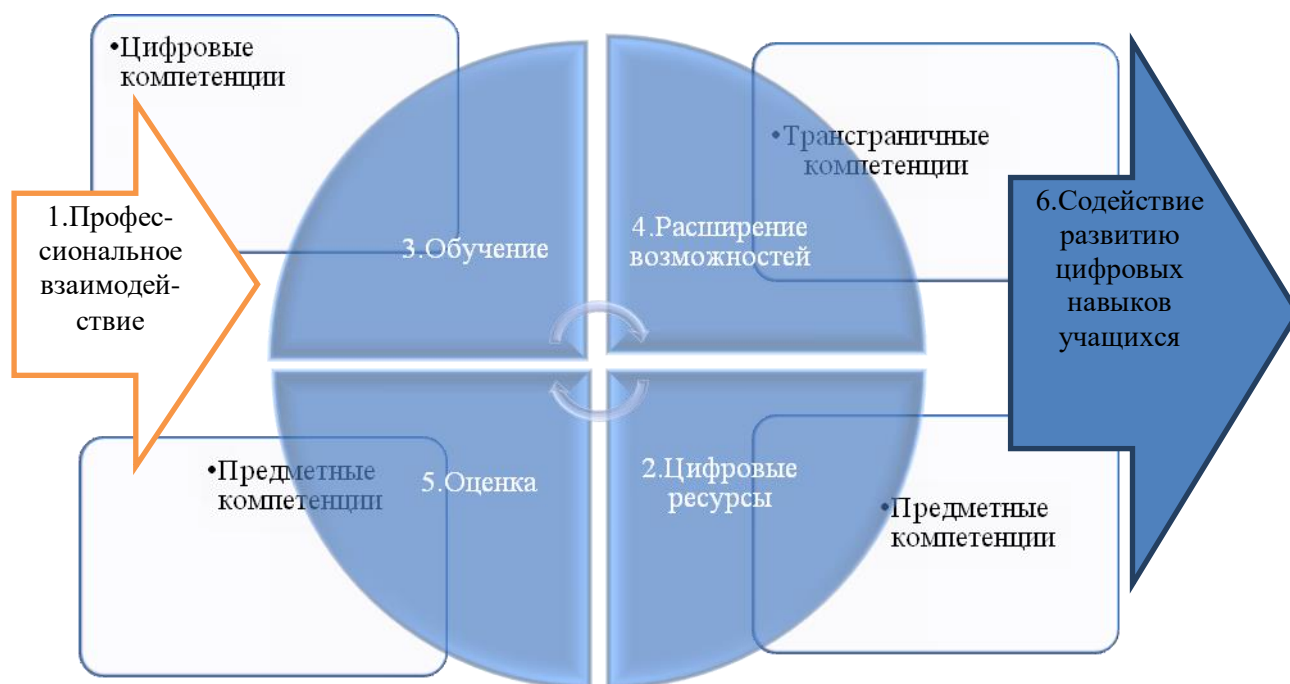 •Цифровые
компетенции
1.Профес-
сиональное
взаимодей-
ствие
3.Обучение
4.Расширение
возможностей
•Трансграничные
компетенции
6.Содействие
развитию
цифровых
навыков
учащихся
•Предметные
компетенции
5.Оценка
2.Цифровые
ресурсы
•Предметные
компетенции